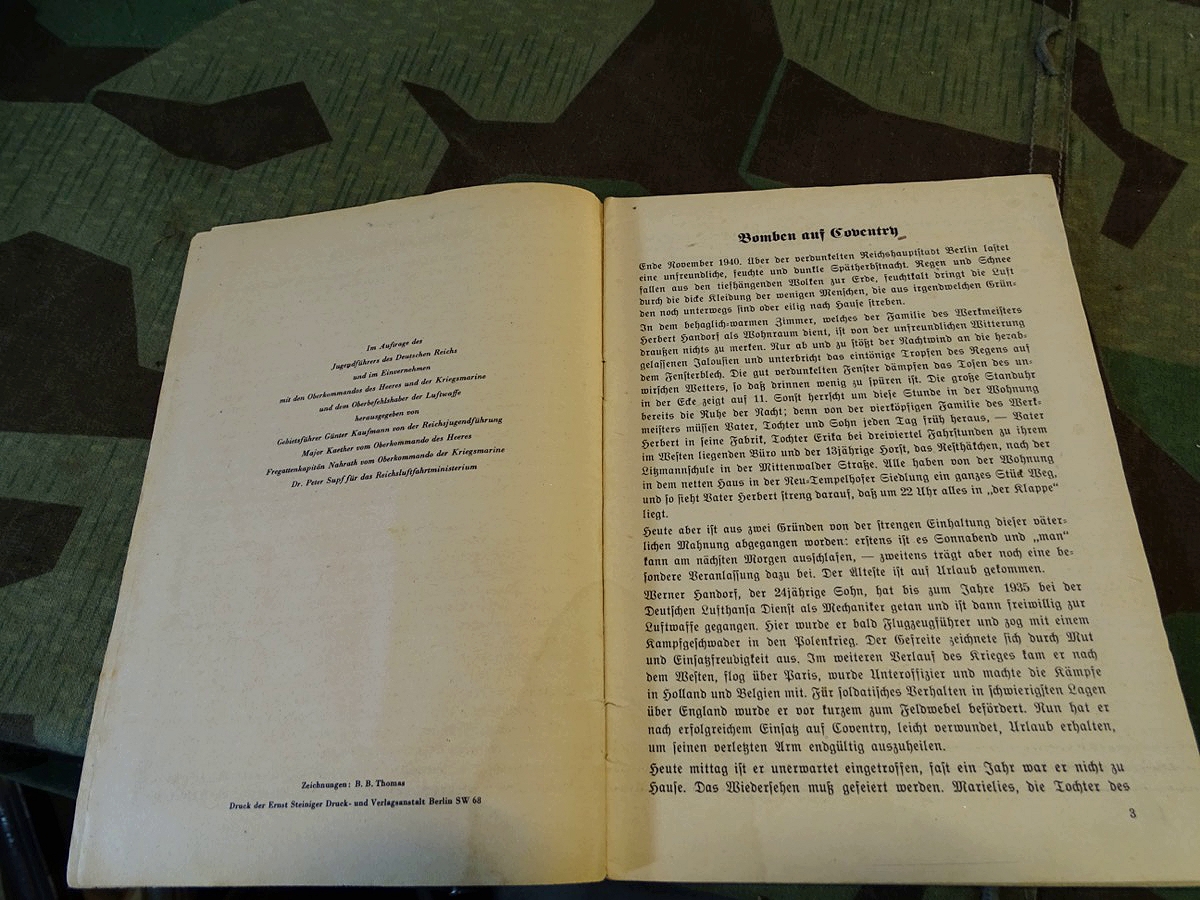 Im Auftrage des
Jugendführers des Deutschen Reichs
und im Einvernehmen
mit den Oberkommandos des Heeres und der Kriegsmarine
und dem Oberbefehlshaber der Luftwaffe
herausgegeben von
Gebietsführer Günter Kaufmann von der Reichsjugendführung
Major Kaether vom Oberkommando des Heeres
Fregattenkapitän Nahrath vom Oberkommando der Kriegsmarine
Dr. Peter Supf für das Reichsluftfahrtministerium
Zeichnungen: B. B. Thomas
Druck der Ernst Steiniger Druck- und Verlagsanstalt Berlin SW 68
Bomben auf Coventry
Ende November 1940. Über der verdunkelten Reichshauptstadt Berlin lastet
eine unfreundliche, feuchte und dunkle Spätherbstnacht. Regen und Schnee
fallen aus den tiefhängenden Wolken zur Erde, feuchtkalt dringt die Luft
durch die dicke Kleidung der wenigen Menschen, die aus irgendwelchen Grün-
den noch unterwegs sind oder eilig nach Hause streben.
In dem behaglich-warmen Zimmer, welches der Familie des Werkmeisters
Herbert Handorf als Wohnraum dient, ist von der unfreundlichen Witterung
draußen nichts zu merken. Nur ab und zu stößt der Nachtwind an die herab-
gelassenen Jalousien und unterbricht das eintönige Tropfen des Regens auf
dem Fensterblech. Die gut verdunkelten Fenster dämpfen das Tosen des un-
wirschen Wetters, so daß drinnen wenig zu spüren ist. Die große Standuhr
in der Ecke zeigt auf 11. Sonst herrscht um diese Stunde in der Wohnung
bereits die Ruhe der Nacht; denn von der vierköpfigen Familie des Werk-
meisters müssen Vater, Tochter und Sohn jeden Tag früh heraus, — Vater
Herbert in seine Fabrik, Tochter Erika bei dreiviertel Fahrstunden zu ihrem
im Westen liegenden Büro und der 13jährige Horst, das Nesthäkchen, nach der
Litzmannschule in der Mittenwalder Straße. Alle haben von der Wohnung
in dem netten Haus in der Neu-Tempelhofer Siedlung ein ganzes Stück Weg,
und so sieht Vater Herbert streng darauf, daß um 22 Uhr alles in „der Klappe“
liegt.
Heute aber ist aus zwei Gründen von der strengen Einhaltung dieser väter-
lichen Mahnung abgegangen worden: erstens ist es Sonnabend und „man“
kann am nächsten Morgen ausschlafen, — zweitens trägt aber noch eine be-
sondere Veranlassung dazu bei. Der Älteste ist auf Urlaub gekommen.
Werner Handorf, der 24jährige Sohn, hat bis zum Jahre 1935 bei der
Deutschen Lufthansa Dienst als Mechaniker getan und ist dann freiwillig zur
Luftwaffe gegangen. Hier wurde er bald Flugzeugführer und zog mit einem
Kampfgeschwader in den Polenkrieg. Der Gefreite zeichnete sich durch Mut
und Einsatzfreudigkeit aus. Im weiteren Verlauf des Krieges kam er nach
dem Westen, flog über Paris, wurde Unteroffizier und machte die Kämpfe
in Holland und Belgien mit. Für soldatisches Verhalten in schwierigsten Lagen
über England wurde er vor kurzem zum Feldwebel befördert. Nun hat er
nach erfolgreichem Einsatz auf Coventry, leicht verwundet, Urlaub erhalten,
um seinen verletzten Arm endgültig auszuheilen.
Heute mittag ist er unerwartet eingetroffen, fast ein Jahr war er nicht zu
Hause. Das Wiedersehen muß gefeiert werden. Marielies, die Tochter des
3